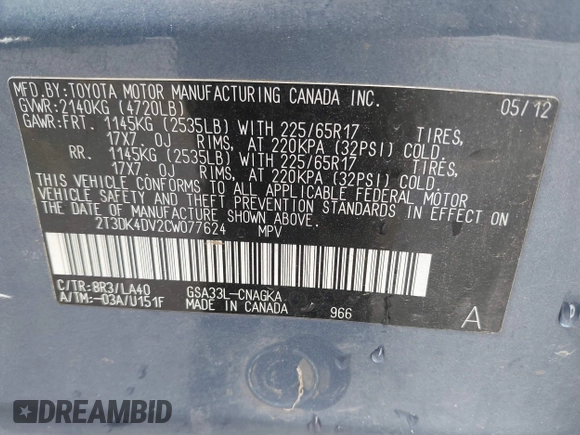 MFD.BY:TOYOTA MOTOR MANUFACTURING CANADA INC. 05/12
GVWR:2140KG (4720LB)
GAWR:FRT. 1145KG (2535LB) WITH 225/65R17 TIRES,
17X7 0J RIMS, AT 220KPA (32PSI) COLD.
RR. 1145KG (2535LB) WITH 225/65R17 TIRES,
17X7 0J RIMS, AT 220KPA (32PSI) COLD.
THIS VEHICLE CONFORMS TO ALL APPLICABLE FEDERAL MOTOR
VEHICLE SAFETY AND THEFT PREVENTION STANDARDS IN EFFECT
ON THE DATE OF MANUFACTURE SHOWN ABOVE.
2T3DK4DV2CW077624 MPV
C/TR:8R3/LA40 GSA33L-CNAGKA
A/TM:-03A/U151F MADE IN CANADA 966 A
DREAMBID